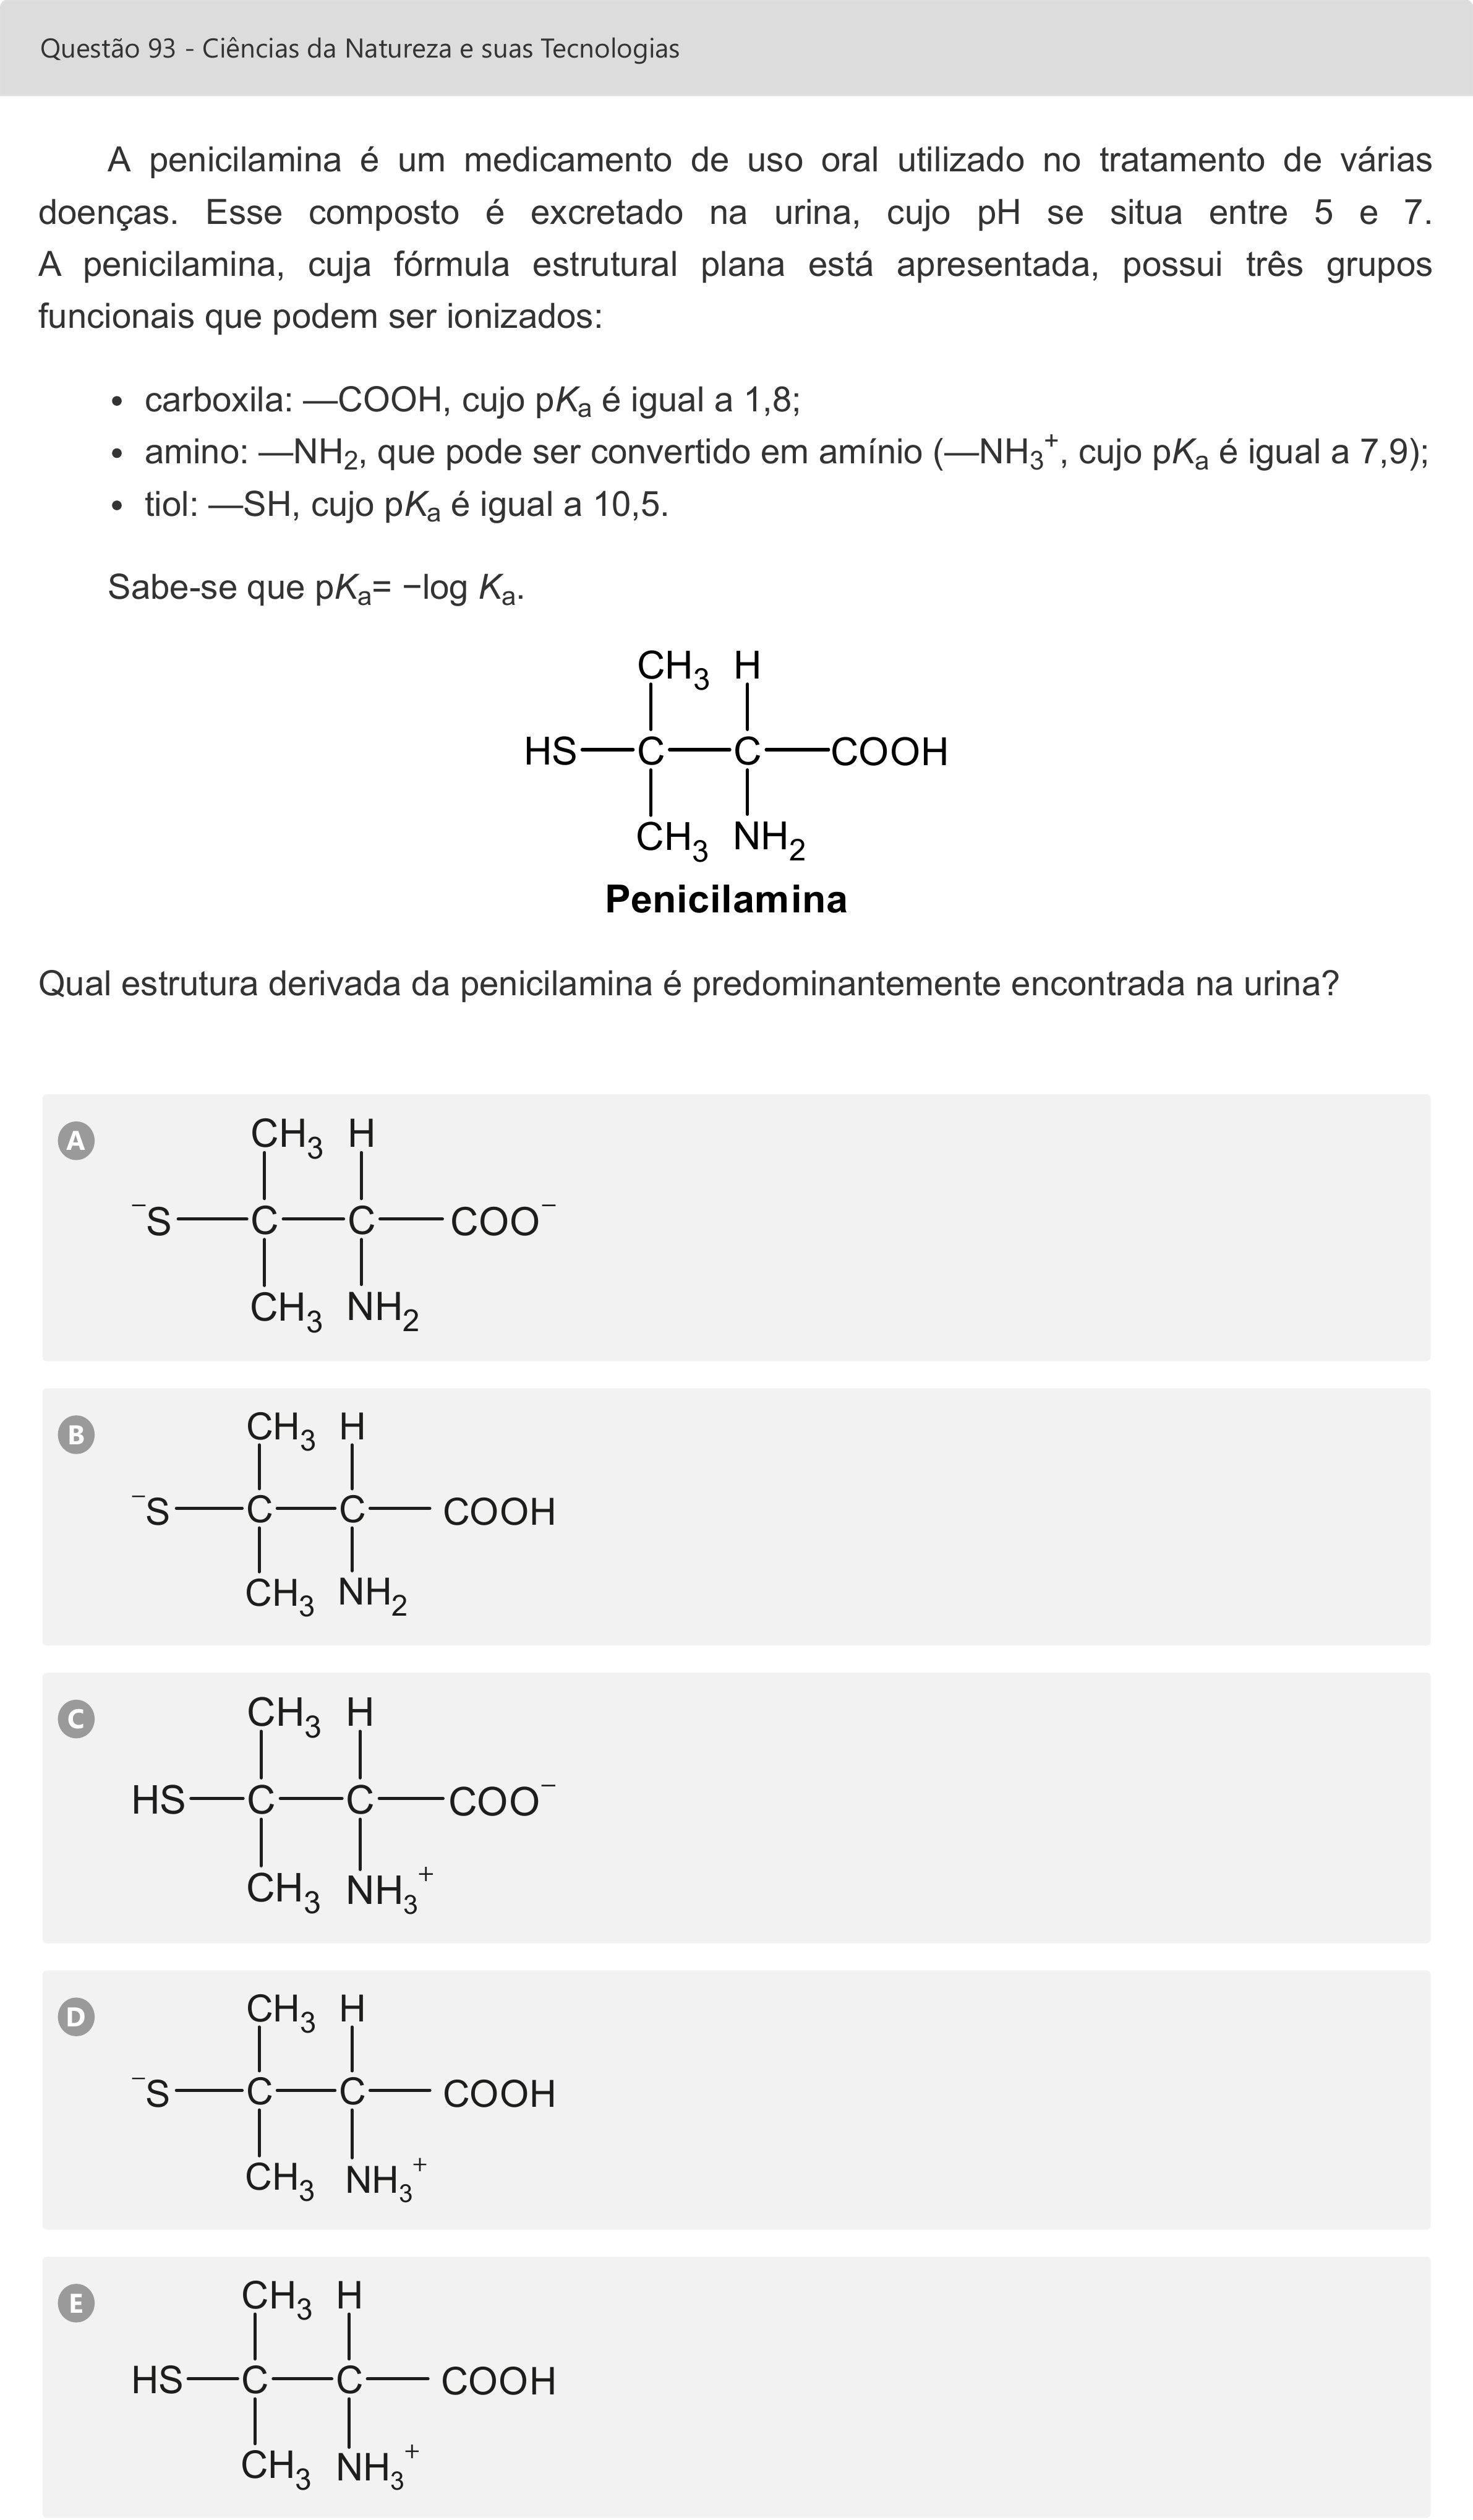 Questão 93 - Ciências da Natureza e suas Tecnologias
A penicilamina é um medicamento de uso oral utilizado no tratamento de várias
doenças. Esse composto é excretado na urina, cujo pH se situa entre 5 e 7.
A penicilamina, cuja fórmula estrutural plana está apresentada, possui três grupos
funcionais que podem ser ionizados:
• carboxila: —COOH, cujo pKₐ é igual a 1,8;
• amino: —NH₂, que pode ser convertido em amínio (—NH₃⁺, cujo pKₐ é igual a 7,9);
• tiol: —SH, cujo pKₐ é igual a 10,5.
Sabe-se que pKₐ= −log Kₐ.
CH₃ H
HS—C—C—COOH
CH₃ NH₂
Penicilamina
Qual estrutura derivada da penicilamina é predominantemente encontrada na urina?
A
CH₃ H
⁻S—C—C—COO⁻
CH₃ NH₂
B
CH₃ H
⁻S—C—C—COOH
CH₃ NH₂
C
CH₃ H
HS—C—C—COO⁻
CH₃ NH₃⁺
D
CH₃ H
⁻S—C—C—COOH
CH₃ NH₃⁺
E
CH₃ H
HS—C—C—COOH
CH₃ NH₃⁺